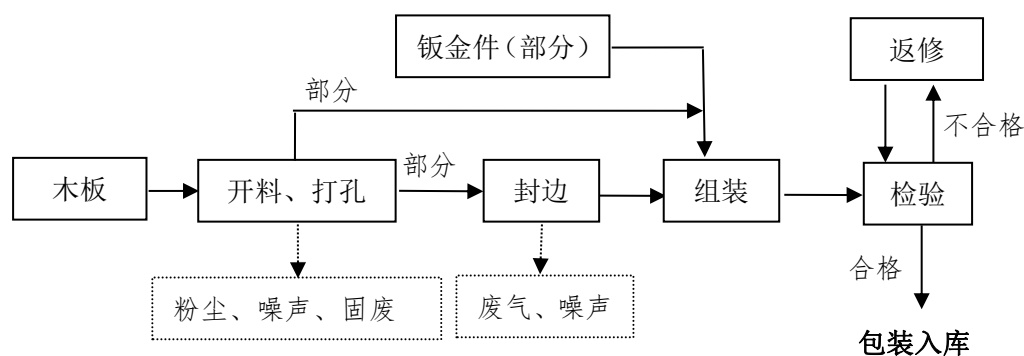 钣金件（部分）
返修
部分
不合格
木板
开料、打孔
部分
封边
组装
检验
粉尘、噪声、固废
废气、噪声
合格
包装入库